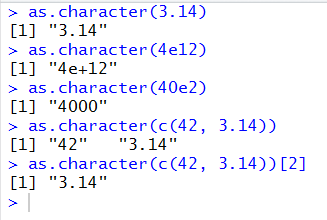 > as.character(3.14)
[1] "3.14"
> as.character(4e12)
[1] "4e+12"
> as.character(40e2)
[1] "4000"
> as.character(c(42, 3.14))
[1] "42"   "3.14"
> as.character(c(42, 3.14))[2]
[1] "3.14"
>